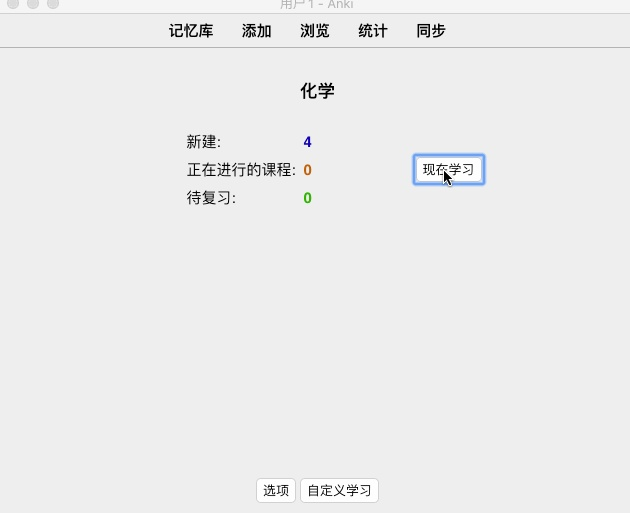 用户 1 - Anki
记忆库 添加 浏览 统计 同步
化学
新建: 4
正在进行的课程: 0
现在学习
待复习: 0
选项 自定义学习